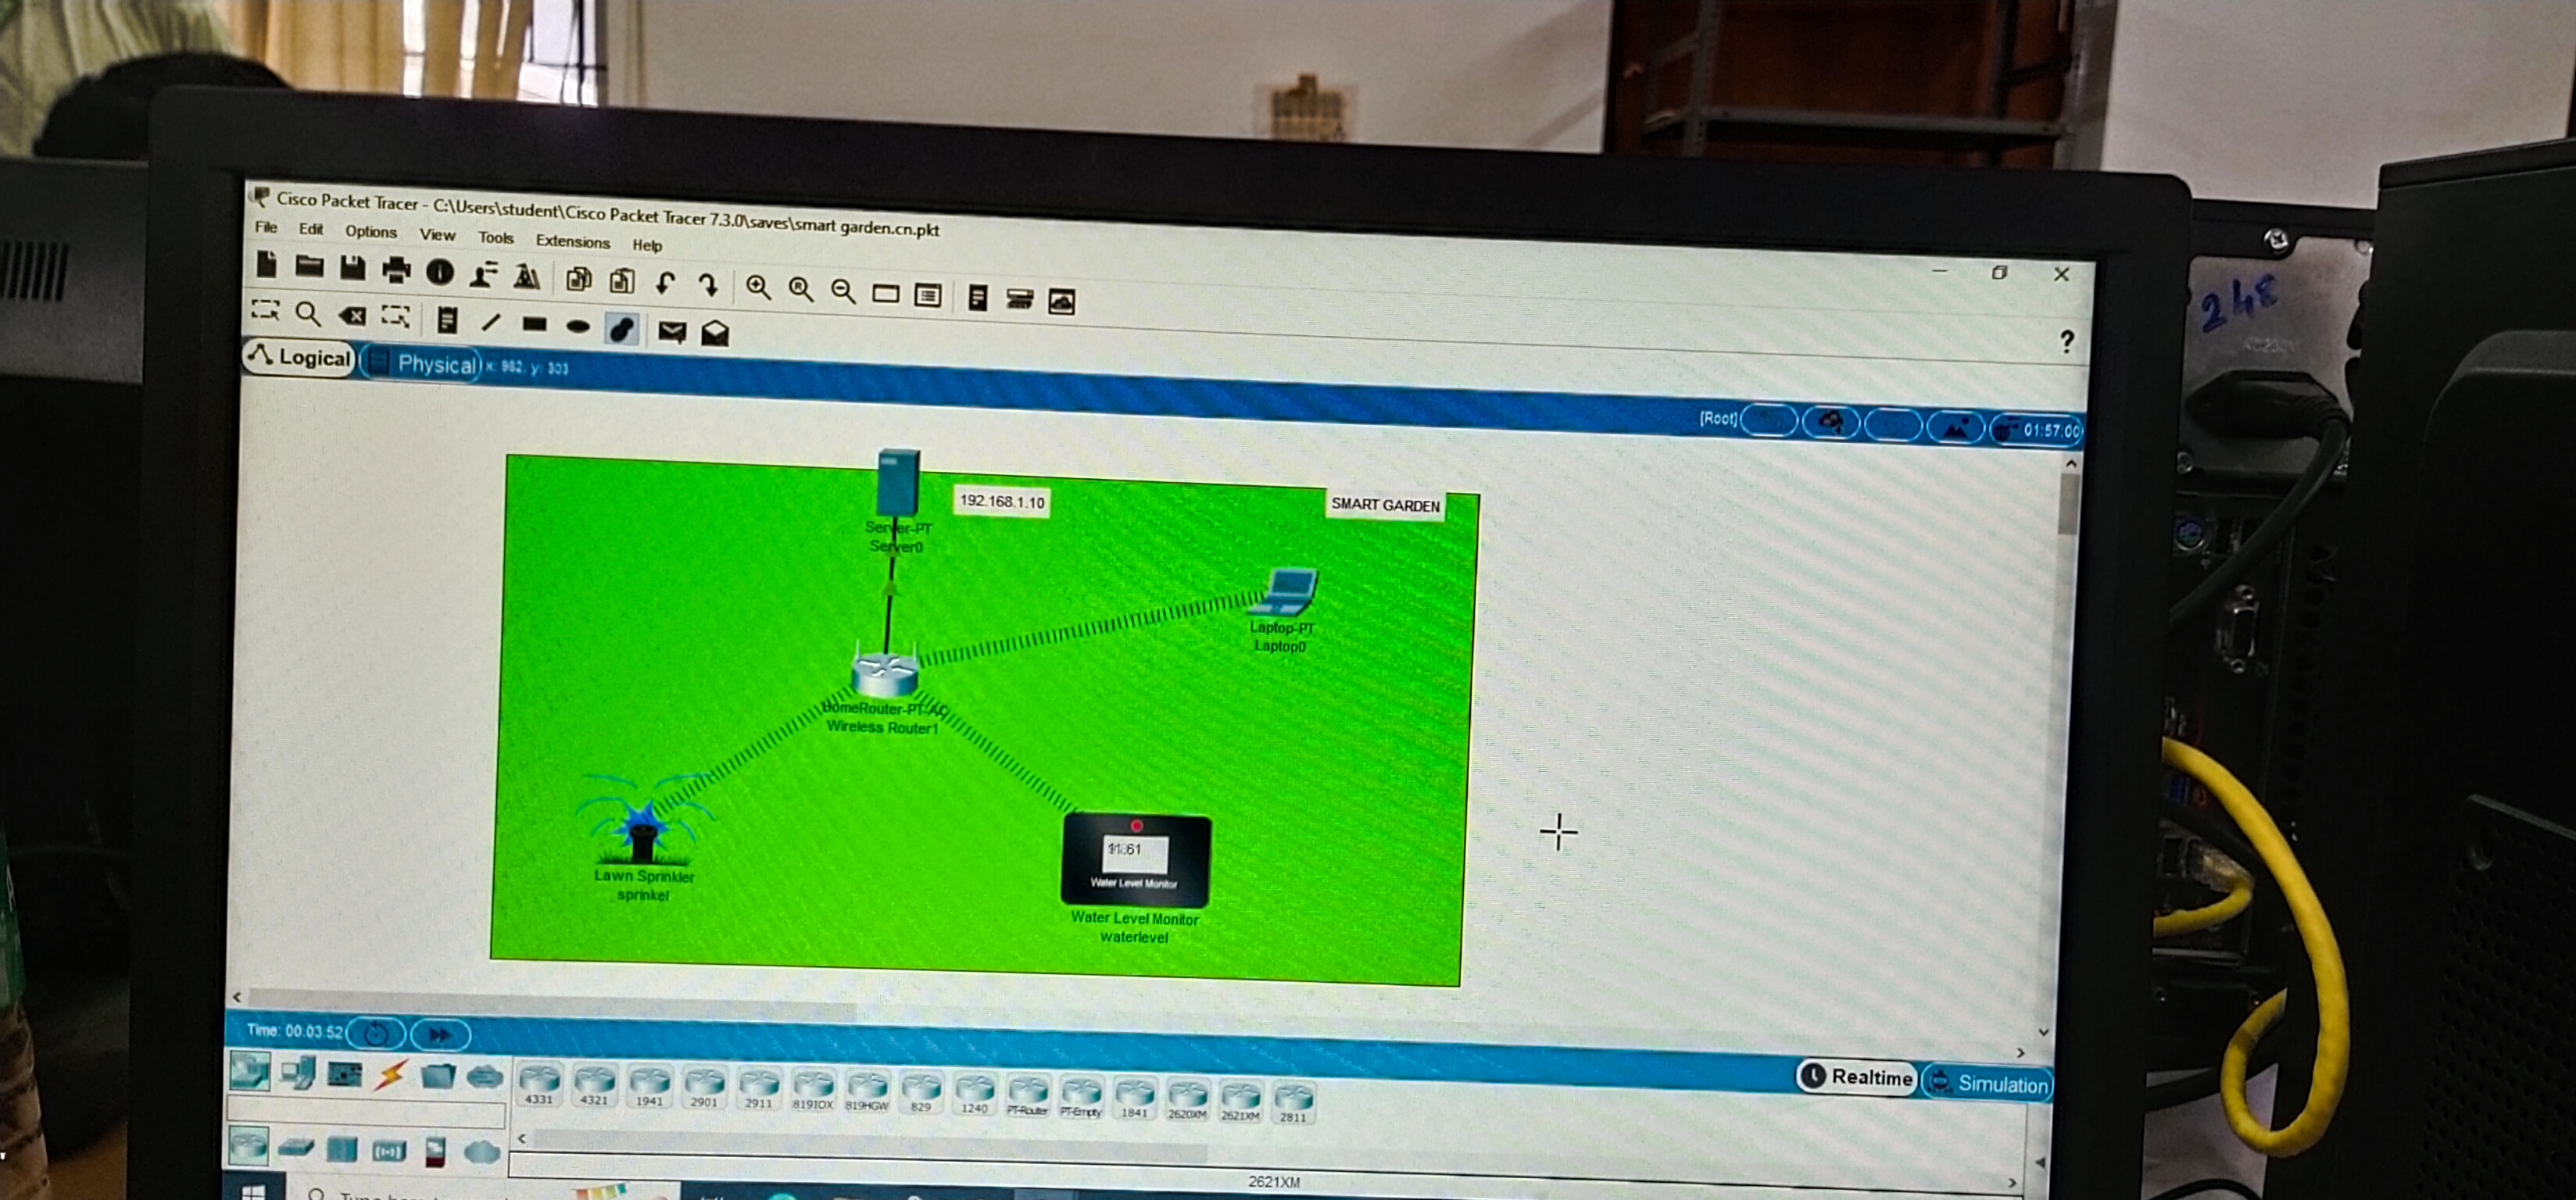 Cisco Packet Tracer - C:\Users\student\Cisco Packet Tracer 7.3.0\saves\smart garden.cn.pkt
File Edit Options View Tools Extensions Help
248
Logical Physical x: 982, y: 303
[Root] 01:57:00
192.168.1.10
SMART GARDEN
Server-PT
Server0
Laptop-PT
Laptop0
HomeRouter-PT-AC
Wireless Router1
Water Level Monitor
Lawn Sprinkler
sprinkel
Water Level Monitor
waterlevel
Time: 00:03:52
Realtime Simulation
4331 4321 1941 2901 2911 819IOX 819HGW 829 1240 PT-Router PT-Empty 1841 2620XM 2621XM 2811
2621XM